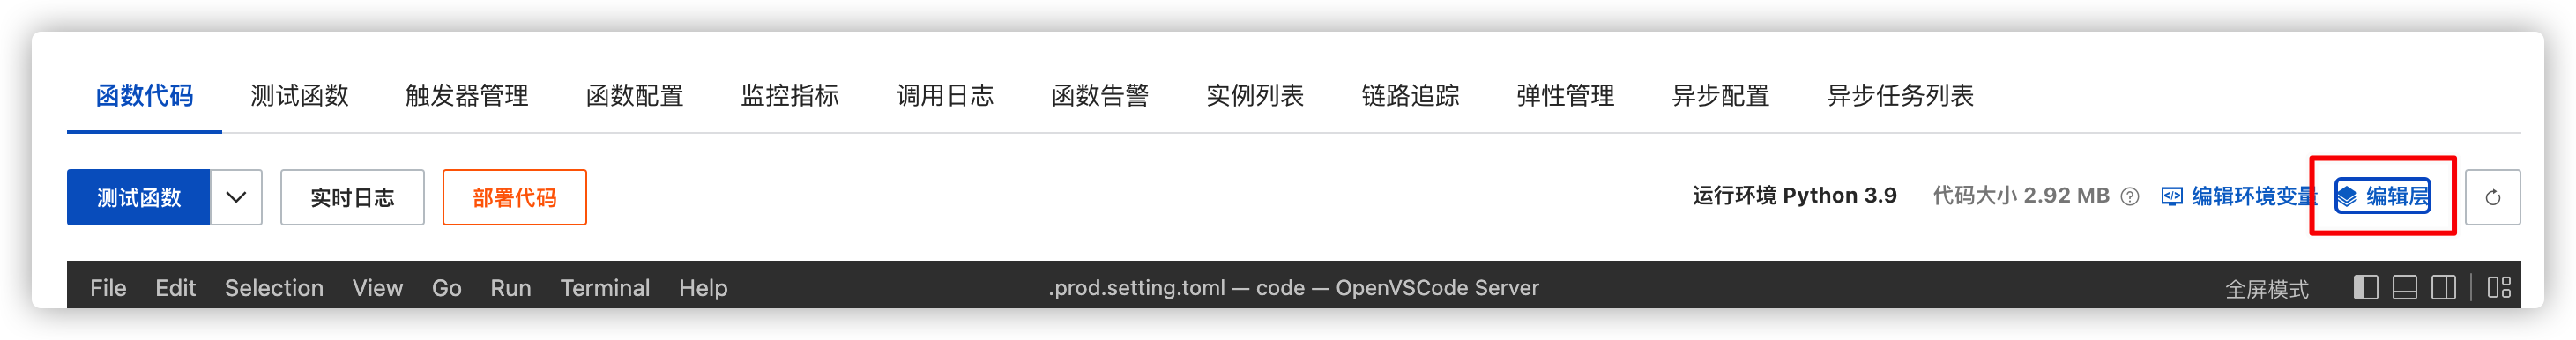 函数代码 测试函数 触发器管理 函数配置 监控指标 调用日志 函数告警 实例列表 链路追踪 弹性管理 异步配置 异步任务列表
测试函数 实时日志 部署代码 运行环境 Python 3.9 代码大小 2.92 MB 编辑环境变量 编辑层
File Edit Selection View Go Run Terminal Help .prod.setting.toml — code — OpenVSCode Server 全屏模式